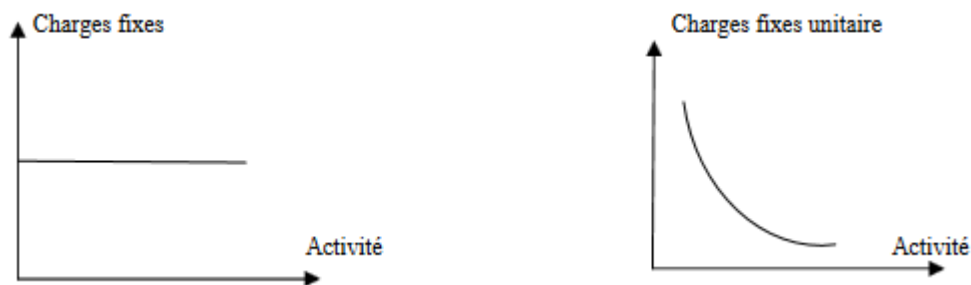 Charges fixes
Charges fixes unitaire
Activité
Activité